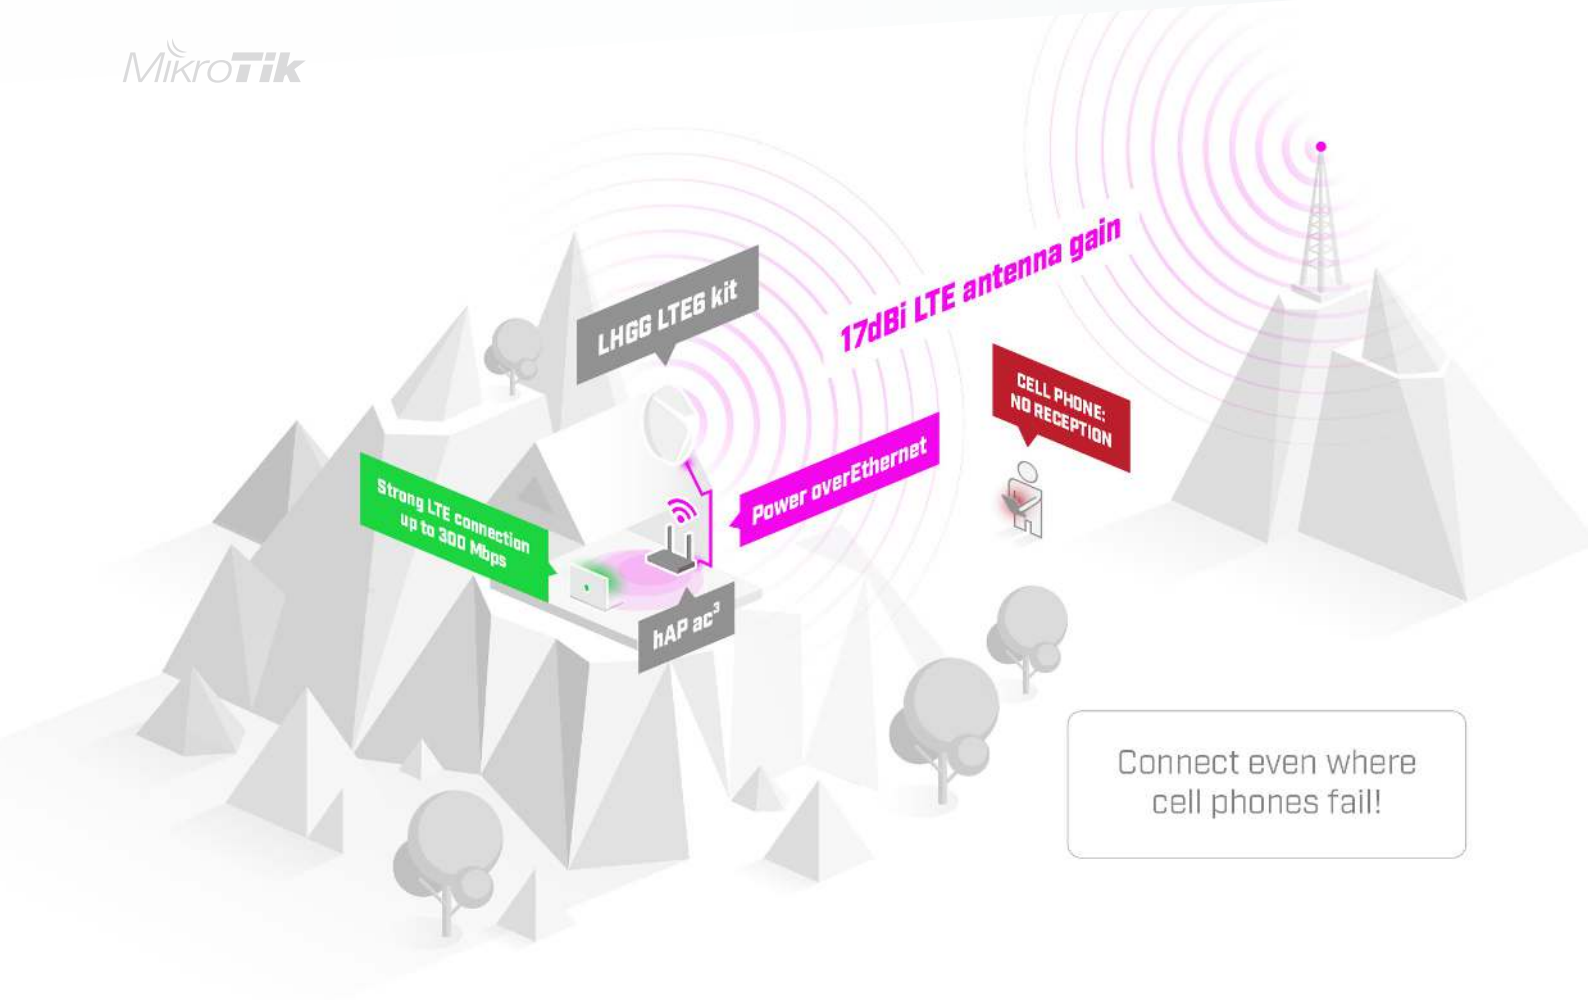 MikroTik
LHGG LTE6 kit
17dBi LTE antenna gain
CELL PHONE:
NO RECEPTION
Power overEthernet
Strong LTE connection
up to 300 Mbps
hAP ac³
Connect even where
cell phones fail!